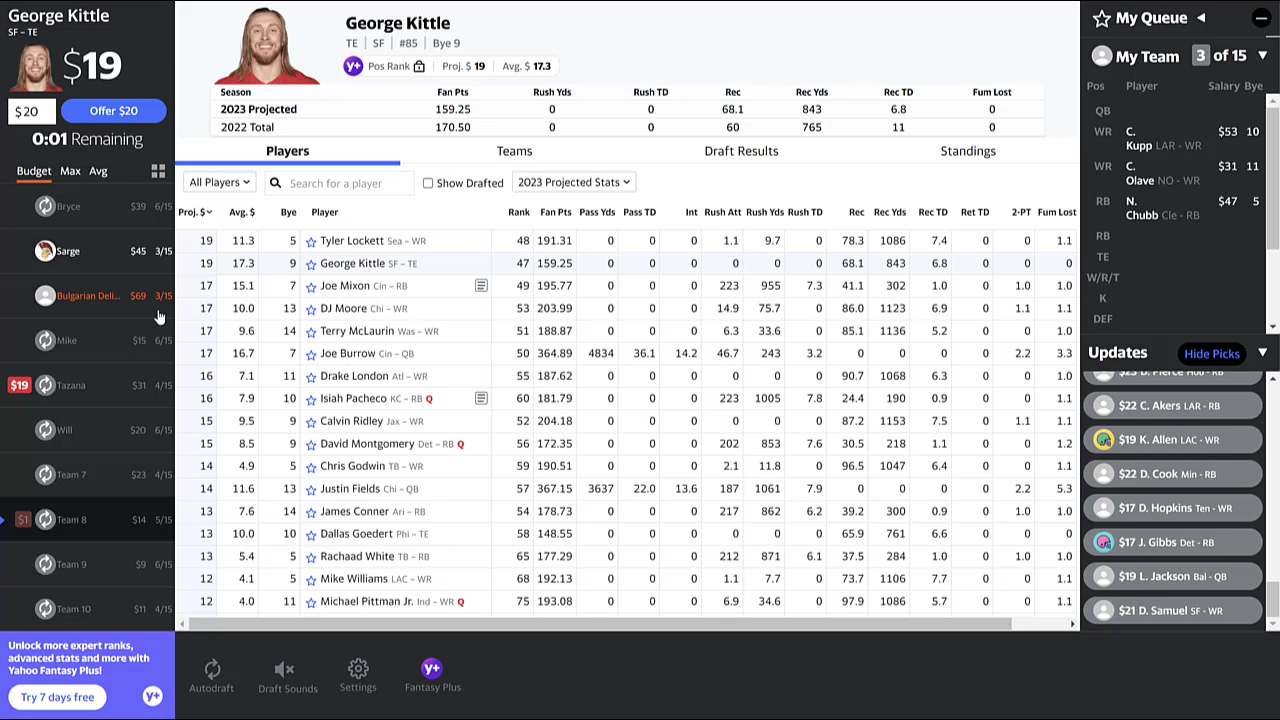 George Kittle
SF – TE
$19
$ 20
Offer $20
0:01 Remaining
Budget Max Avg
Bryce $39 6/15
Sarge $45 3/15
Bulgarian Deli... $69 3/15
Mike $15 6/15
$19 Tazana $31 4/15
Will $20 6/15
Team 7 $23 4/15
$1 Team 8 $14 5/15
Team 9 $9 6/15
Team 10 $11 4/15
Unlock more expert ranks,
advanced stats and more with
Yahoo Fantasy Plus!
Try 7 days free
y+
George Kittle
TE | SF | #85 | Bye 9
y+ Pos Rank Proj. $ 19 Avg. $ 17.3
Season Fan Pts Rush Yds Rush TD Rec Rec Yds Rec TD Fum Lost
2023 Projected 159.25 0 0 68.1 843 6.8 0
2022 Total 170.50 0 0 60 765 11 0
Players Teams Draft Results Standings
All Players Search for a player Show Drafted 2023 Projected Stats
Proj. $ Avg. $ Bye Player Rank Fan Pts Pass Yds Pass TD Int Rush Att Rush Yds Rush TD Rec Rec Yds Rec TD Ret TD 2-PT Fum Lost
19 11.3 5 Tyler Lockett Sea – WR 48 191.31 0 0 0 1.1 9.7 0 78.3 1086 7.4 0 0 1.1
19 17.3 9 George Kittle SF – TE 47 159.25 0 0 0 0 0 0 68.1 843 6.8 0 0 0
17 15.1 7 Joe Mixon Cin – RB 49 195.77 0 0 0 223 955 7.3 41.1 302 1.0 0 1.0 1.0
17 10.0 13 DJ Moore Chi – WR 53 203.99 0 0 0 14.9 75.7 0 86.0 1123 6.9 0 1.1 1.1
17 9.6 14 Terry McLaurin Was – WR 51 188.87 0 0 0 6.3 33.6 0 85.1 1136 5.2 0 0 1.0
17 16.7 7 Joe Burrow Cin – QB 50 364.89 4834 36.1 14.2 46.7 243 3.2 0 0 0 0 2.2 3.3
16 7.1 11 Drake London Atl – WR 55 187.62 0 0 0 0 0 0 90.7 1068 6.3 0 0 1.1
16 7.9 10 Isiah Pacheco KC – RB Q 60 181.79 0 0 0 223 1005 7.8 24.4 190 0.9 0 0 1.1
15 9.5 9 Calvin Ridley Jax – WR 52 204.18 0 0 0 0 0 0 87.2 1153 7.5 0 1.1 1.1
15 8.5 9 David Montgomery Det – RB Q 56 172.35 0 0 0 202 853 7.6 30.5 218 1.1 0 0 1.2
14 4.9 5 Chris Godwin TB – WR 59 190.51 0 0 0 2.1 11.8 0 96.5 1047 6.4 0 0 1.1
14 11.6 13 Justin Fields Chi – QB 57 367.15 3637 22.0 13.6 187 1061 7.9 0 0 0 0 2.2 5.3
13 7.6 14 James Conner Ari – RB 54 178.73 0 0 0 217 862 6.2 39.2 300 0.9 0 1.0 1.0
13 10.0 13 Dallas Goedert Phi – TE 58 148.55 0 0 0 0 0 0 65.9 761 6.6 0 0 0
13 5.4 5 Rachaad White TB – RB 65 177.29 0 0 0 212 871 6.1 37.5 284 1.0 0 1.0 1.0
12 4.1 5 Mike Williams LAC – WR 68 192.13 0 0 0 1.1 7.7 0 73.7 1106 7.7 0 0 1.1
12 4.0 11 Michael Pittman Jr. Ind – WR Q 75 193.08 0 0 0 6.9 34.6 0 97.9 1086 5.7 0 0 1.1
y+
Autodraft Draft Sounds Settings Fantasy Plus
My Queue
My Team 3 of 15
Pos Player Salary Bye
QB
WR C. $53 10
Kupp LAR - WR
WR C. $31 11
Olave NO - WR
RB N. $47 5
Chubb Cle - RB
RB
TE
W/R/T
K
DEF
Updates Hide Picks
$23 D. Pierce Hou - RB
$22 C. Akers LAR - RB
$19 K. Allen LAC - WR
$22 D. Cook Min - RB
$17 D. Hopkins Ten - WR
$17 J. Gibbs Det - RB
$19 L. Jackson Bal - QB
$21 D. Samuel SF - WR